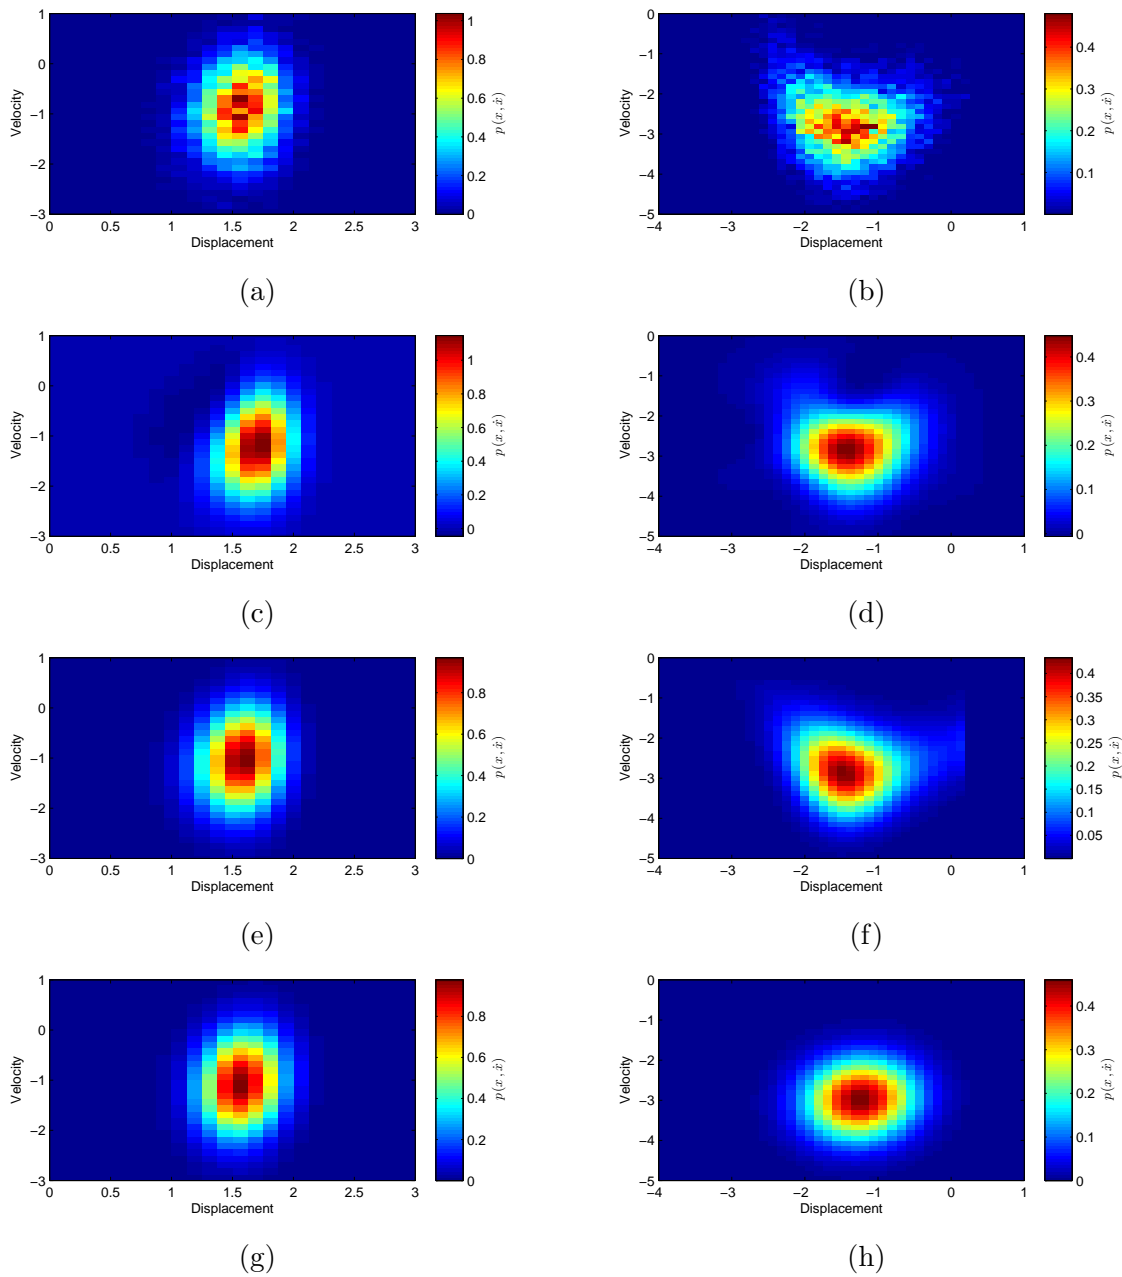 1
0
−1
−2
−3
0 0.5 1 1.5 2 2.5 3
Velocity
Displacement
1
0.8
0.6
0.4
0.2
0
p(x, ẋ)
(a)
0
−1
−2
−3
−4
−5
−4 −3 −2 −1 0 1
Velocity
Displacement
0.4
0.3
0.2
0.1
p(x, ẋ)
(b)
1
0
−1
−2
−3
0 0.5 1 1.5 2 2.5 3
Velocity
Displacement
1
0.8
0.6
0.4
0.2
0
p(x, ẋ)
(c)
0
−1
−2
−3
−4
−5
−4 −3 −2 −1 0 1
Velocity
Displacement
0.4
0.3
0.2
0.1
0
p(x, ẋ)
(d)
1
0
−1
−2
−3
0 0.5 1 1.5 2 2.5 3
Velocity
Displacement
0.8
0.6
0.4
0.2
0
p(x, ẋ)
(e)
0
−1
−2
−3
−4
−5
−4 −3 −2 −1 0 1
Velocity
Displacement
0.4
0.35
0.3
0.25
0.2
0.15
0.1
0.05
p(x, ẋ)
(f)
1
0
−1
−2
−3
0 0.5 1 1.5 2 2.5 3
Velocity
Displacement
0.8
0.6
0.4
0.2
0
p(x, ẋ)
(g)
0
−1
−2
−3
−4
−5
−4 −3 −2 −1 0 1
Velocity
Displacement
0.4
0.3
0.2
0.1
0
p(x, ẋ)
(h)